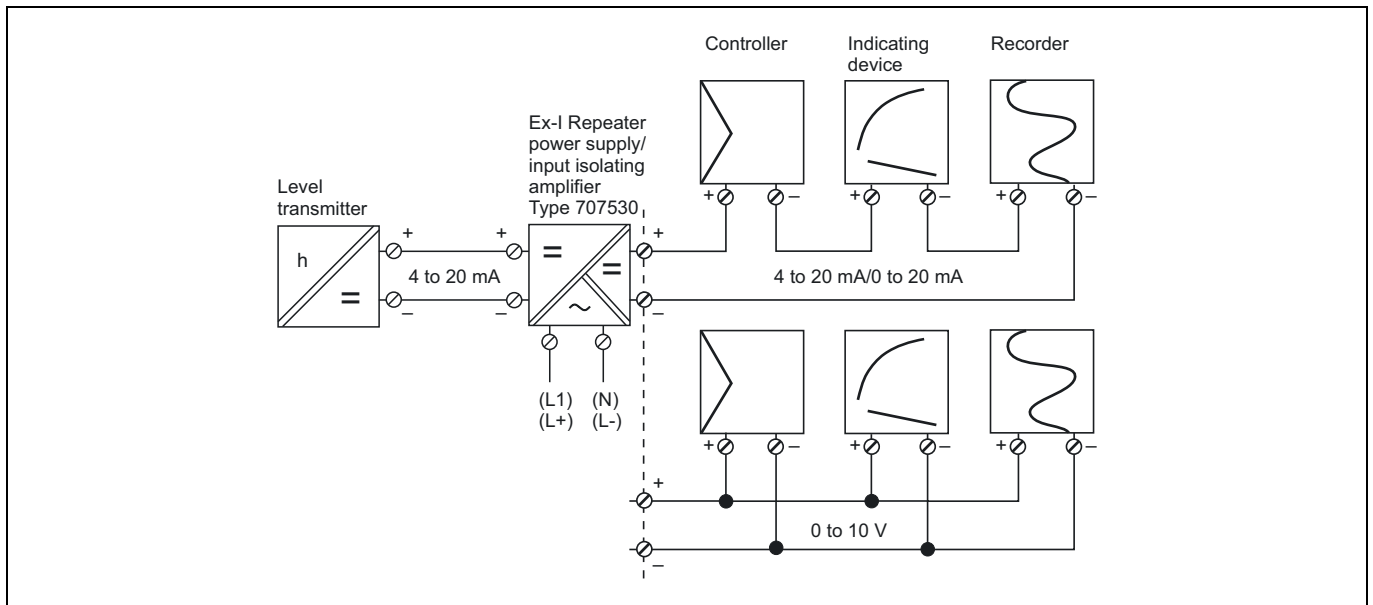 Controller
Indicating
device
Recorder
Ex-I Repeater
power supply/
input isolating
amplifier
Type 707530
Level
transmitter
+ – + –  + –
h
+ + +
4 to 20 mA
4 to 20 mA/0 to 20 mA
– – –
(L1) (N)
(L+) (L-)
+ – + – + –
+
0 to 10 V
–